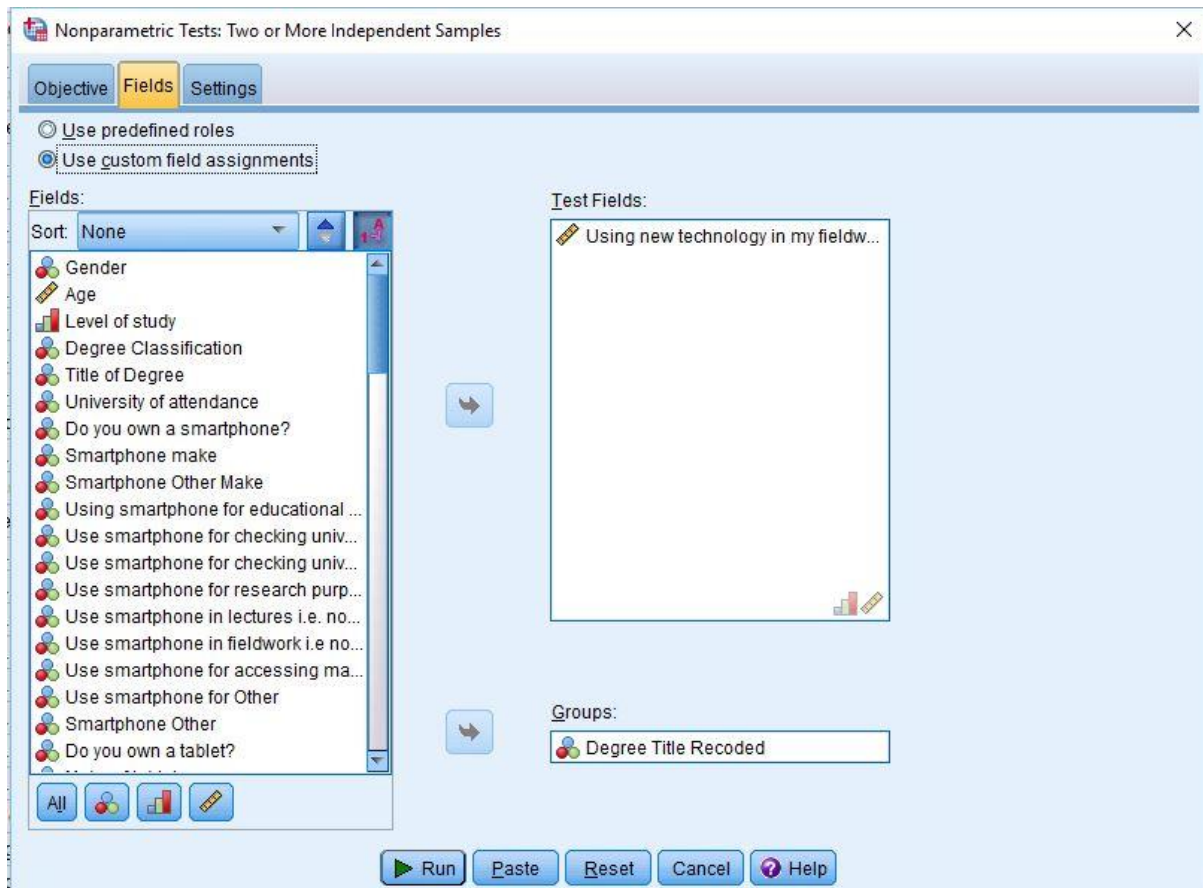 Nonparametric Tests: Two or More Independent Samples
Objective Fields Settings
Use predefined roles
Use custom field assignments
Fields:
Sort: None
Gender
Age
Level of study
Degree Classification
Title of Degree
University of attendance
Do you own a smartphone?
Smartphone make
Smartphone Other Make
Using smartphone for educational ...
Use smartphone for checking univ...
Use smartphone for checking univ...
Use smartphone for research purp...
Use smartphone in lectures i.e. no...
Use smartphone in fieldwork i.e no...
Use smartphone for accessing ma...
Use smartphone for Other
Smartphone Other
Do you own a tablet?
All
Test Fields:
Using new technology in my fieldw...
Groups:
Degree Title Recoded
Run Paste Reset Cancel Help